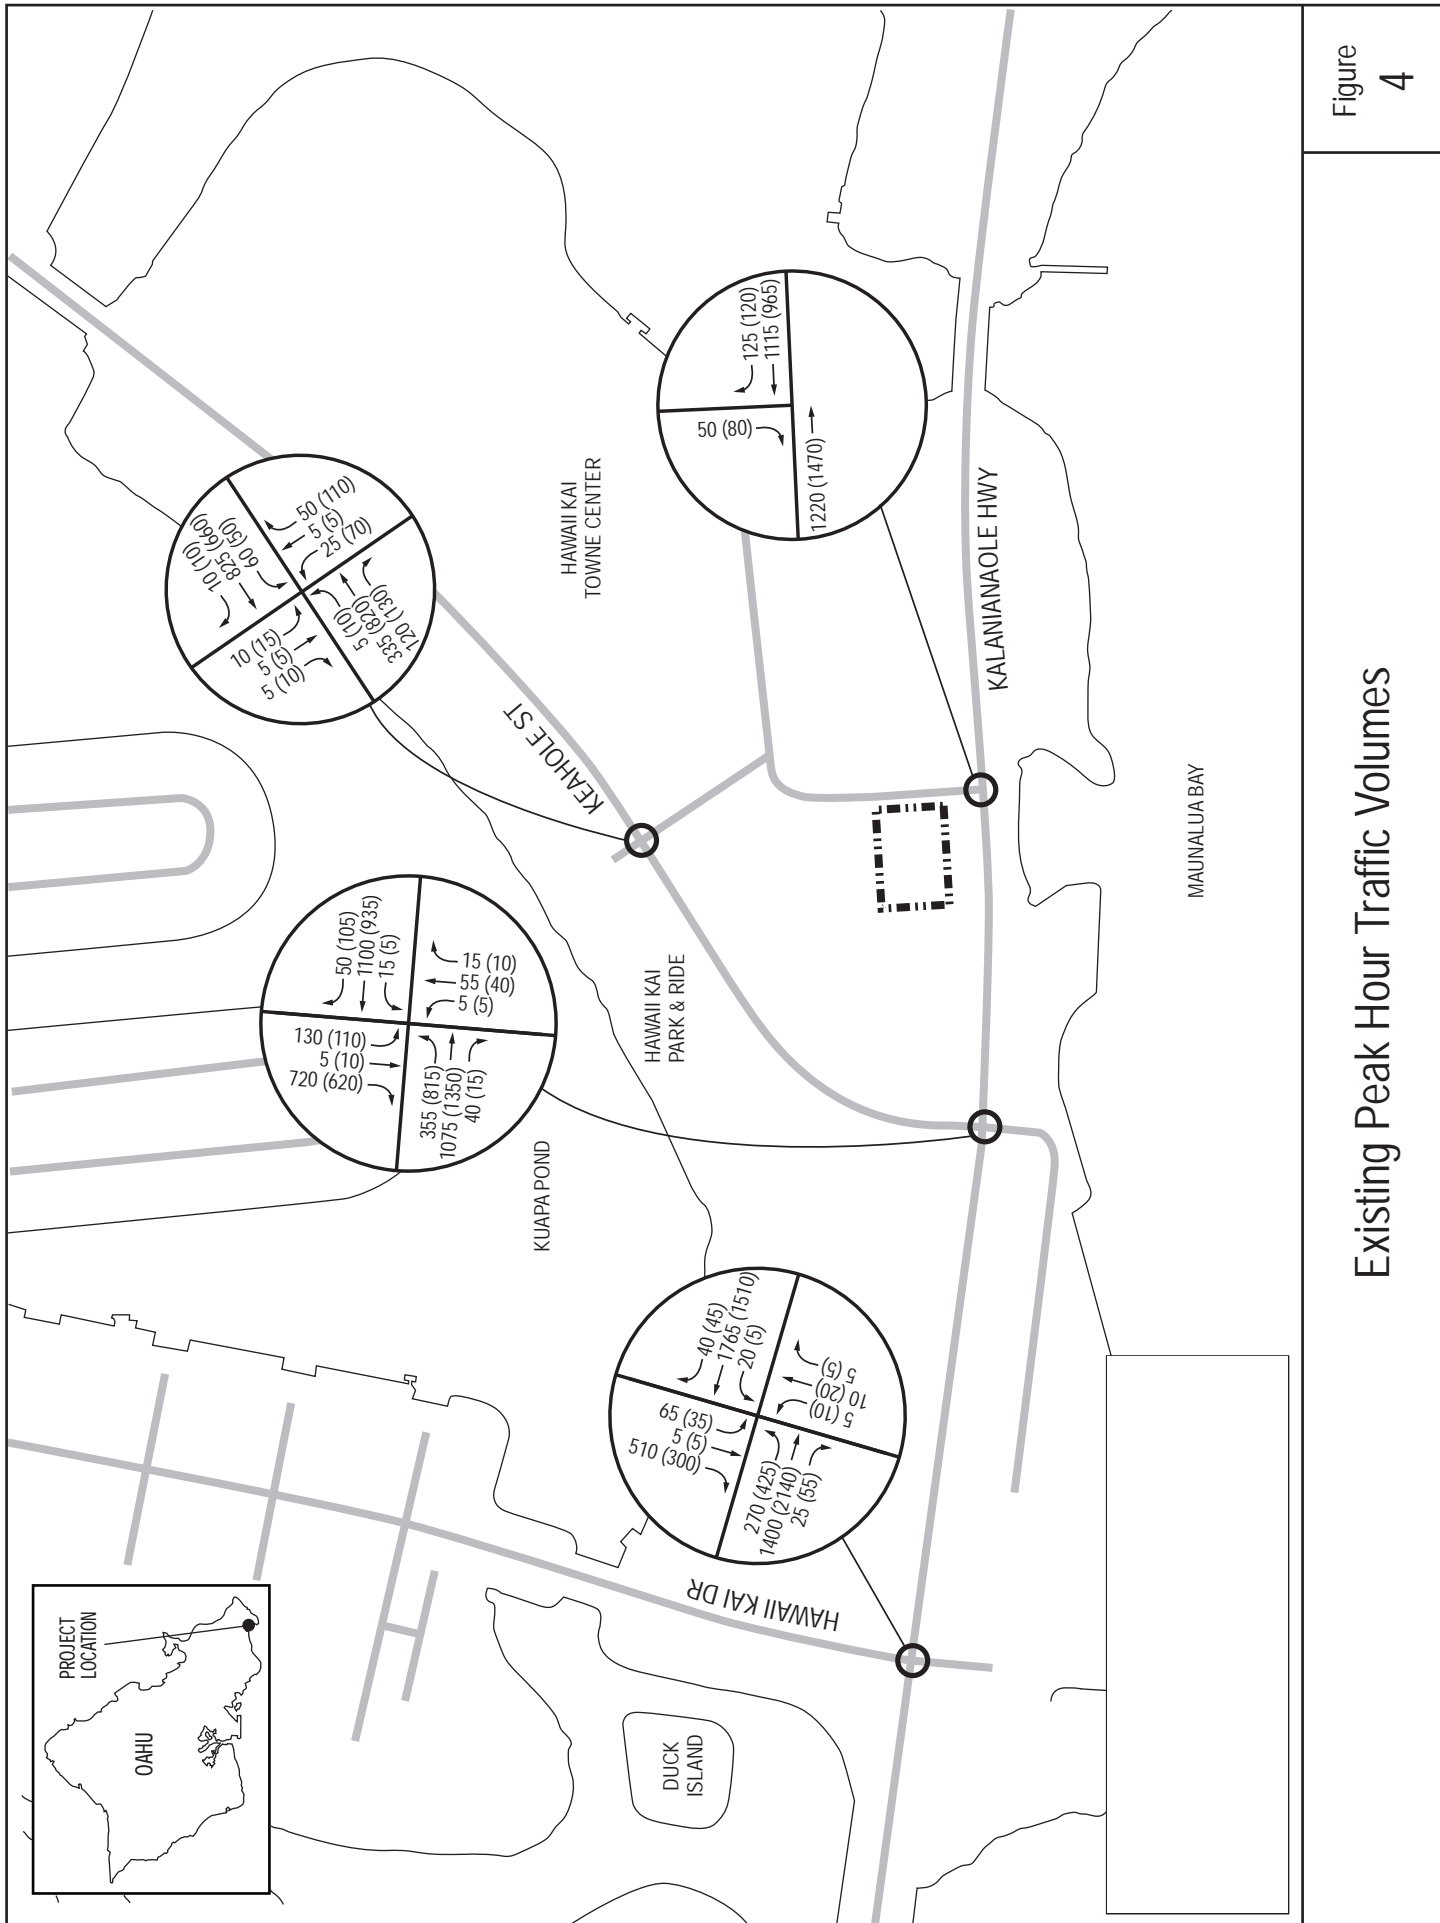 PROJECT
LOCATION
OAHU
DUCK
ISLAND
HAWAII KAI DR
510 (300)
5 (5)
65 (35)
40 (45)
1765 (1510)
20 (5)
270 (425)
1400 (2140)
25 (55)
5 (10)
10 (20)
5 (5)
KUAPA POND
720 (620)
5 (10)
130 (110)
50 (105)
1100 (935)
15 (5)
355 (815)
1075 (1350)
40 (15)
5 (5)
55 (40)
15 (10)
HAWAII KAI
PARK & RIDE
5 (10)
5 (5)
10 (15)
10 (10)
825 (660)
60 (50)
5 (10)
335 (820)
120 (130)
25 (70)
5 (5)
50 (110)
KEAHOLE ST
HAWAII KAI
TOWNE CENTER
50 (80)
125 (120)
1115 (965)
1220 (1470)
KALANIANAOLE HWY
MAUNALUA BAY
Existing Peak Hour Traffic Volumes
Figure
4